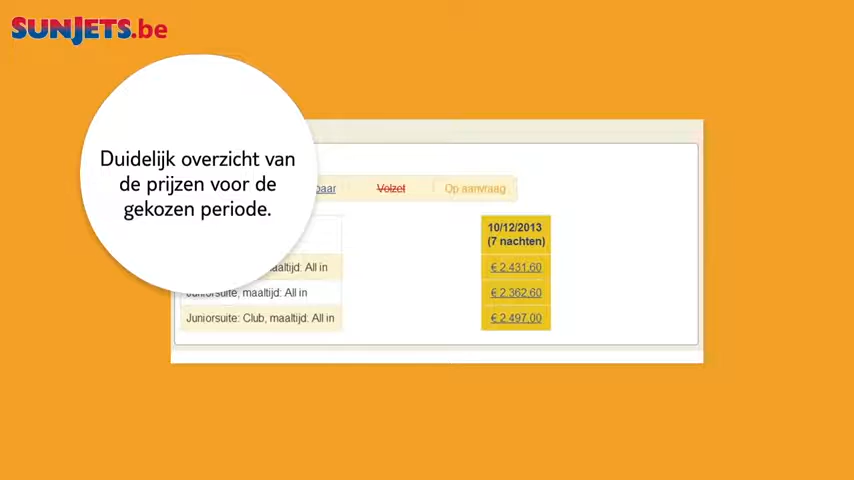 SUNJETS.be
Duidelijk overzicht van
de prijzen voor de
gekozen periode.
Volzet
Op aanvraag
10/12/2013
(7 nachten)
maaltijd: All in
€ 2.431,60
Juniorsuite, maaltijd: All in
€ 2.362,60
Juniorsuite: Club, maaltijd: All in
€ 2.497,00